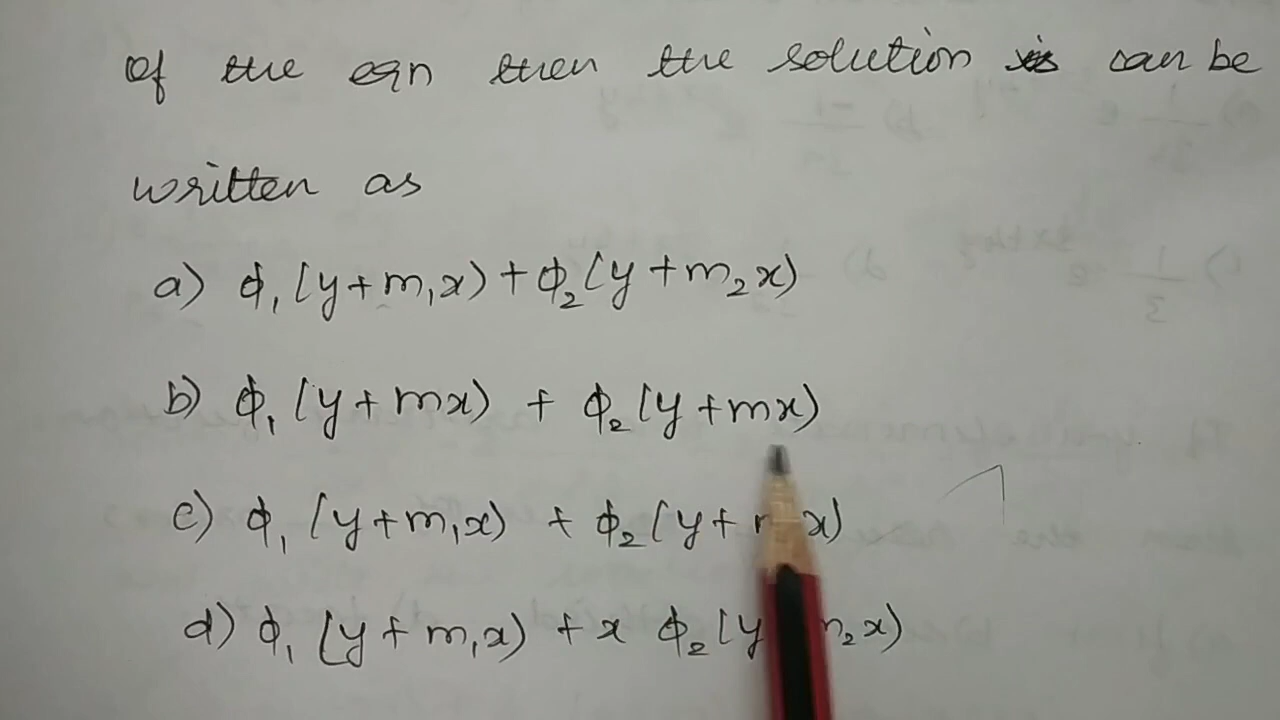 of the eqn then the solution can be
written as
a) ϕ₁ (y+m₁x) + ϕ₂ (y+m₂x)
b) ϕ₁ (y+mx) + ϕ₂ (y+mx)
c) ϕ₁ (y+m₁x) + ϕ₂ (y+ x)
d) ϕ₁ (y+m₁x) + x ϕ₂ (y ₂x)